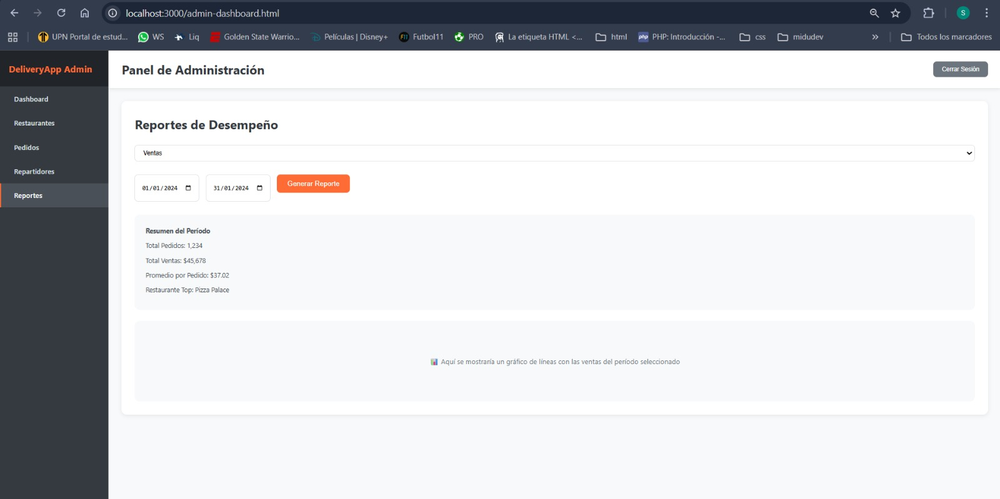 localhost:3000/admin-dashboard.html
S
UPN Portal de estud...
WS
Liq
Golden State Warrio...
Películas | Disney+
F11 Futbol11
PRO
La etiqueta HTML <...
html
php PHP: Introducción -...
css
midudev
»
Todos los marcadores
DeliveryApp Admin
Dashboard
Restaurantes
Pedidos
Repartidores
Reportes
Panel de Administración
Cerrar Sesión
Reportes de Desempeño
Ventas
01/01/2024
31/01/2024
Generar Reporte
Resumen del Período
Total Pedidos: 1,234
Total Ventas: $45,678
Promedio por Pedido: $37.02
Restaurante Top: Pizza Palace
📊 Aquí se mostraría un gráfico de líneas con las ventas del período seleccionado